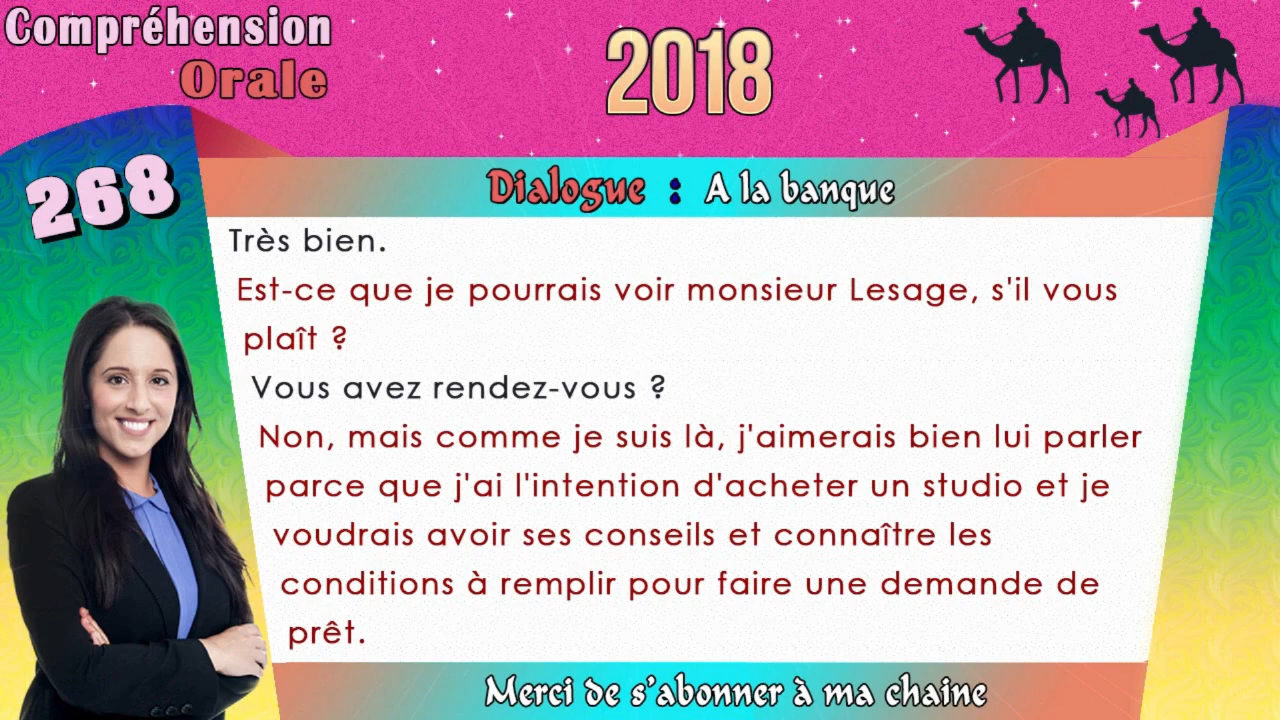 Compréhension
Orale
2018
268
Dialogue : A la banque
Très bien.
Est-ce que je pourrais voir monsieur Lesage, s'il vous
plaît ?
Vous avez rendez-vous ?
Non, mais comme je suis là, j'aimerais bien lui parler
parce que j'ai l'intention d'acheter un studio et je
voudrais avoir ses conseils et connaître les
conditions à remplir pour faire une demande de
prêt.
Merci de s'abonner à ma chaine